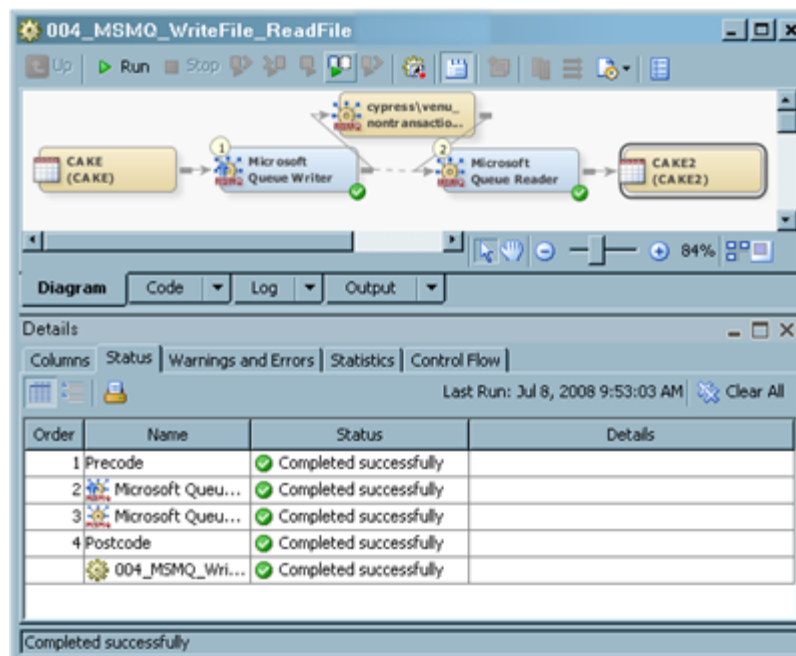 004_MSMQ_WriteFile_ReadFile
Up Run Stop
cypress\venu_
nontransactio...
MSMQ
CAKE
(CAKE)
1
Microsoft
Queue Writer
MSMQ
2
Microsoft
Queue Reader
MSMQ
CAKE2
(CAKE2)
84%
Diagram Code Log Output
Details
Columns Status Warnings and Errors Statistics Control Flow
Last Run: Jul 8, 2008 9:53:03 AM Clear All
Order Name Status Details
1 Precode Completed successfully
2 Microsoft Queu... Completed successfully
3 Microsoft Queu... Completed successfully
4 Postcode Completed successfully
004_MSMQ_Wri... Completed successfully
Completed successfully